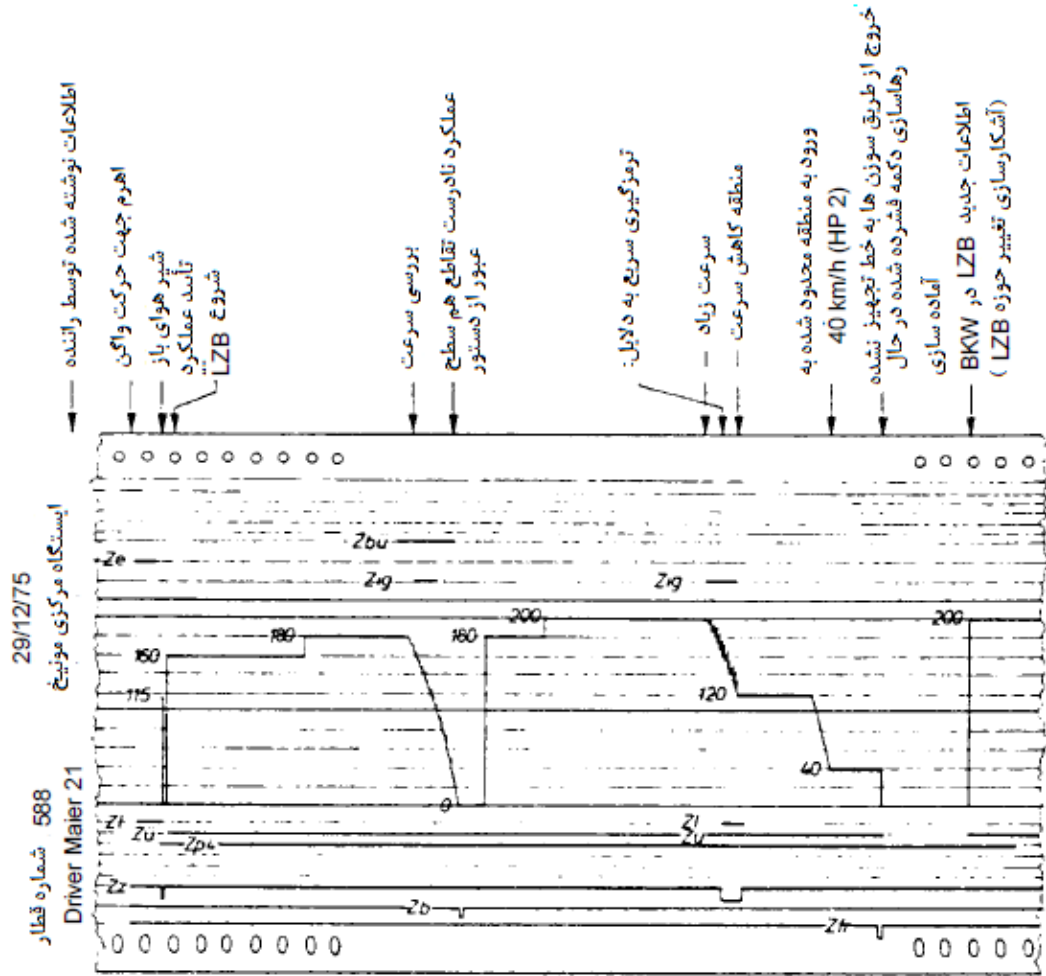 شماره قطار 588
Driver Maier 21
29/12/75
ایستگاه مرکزی مونیخ
اطلاعات نوشته شده توسط راننده
اهرم جهت حرکت واگن
شیر هوای باز
تأیید عملکرد
شروع LZB
بررسی سرعت
عملکرد نادرست تقاطع هم سطح
عبور از دستور
ترمزگیری سریع به دلایل:
سرعت زیاد
منطقه کاهش سرعت
ورود به منطقه محدود شده به
40 km/h (HP 2)
خروج از طریق سوزن ها به خط تجهیز نشده
رهاسازی دکمه فشرده شده در حال
آماده سازی
اطلاعات جدید LZB در BKW
(آشکارسازی تغییر حوزه LZB)
Ze
Zbu
Zrg
Zrg
115
160
180
0
160
200
120
40
200
Zt
Zu
Zp4
Zl
Zu
Zz
Zb
Zh